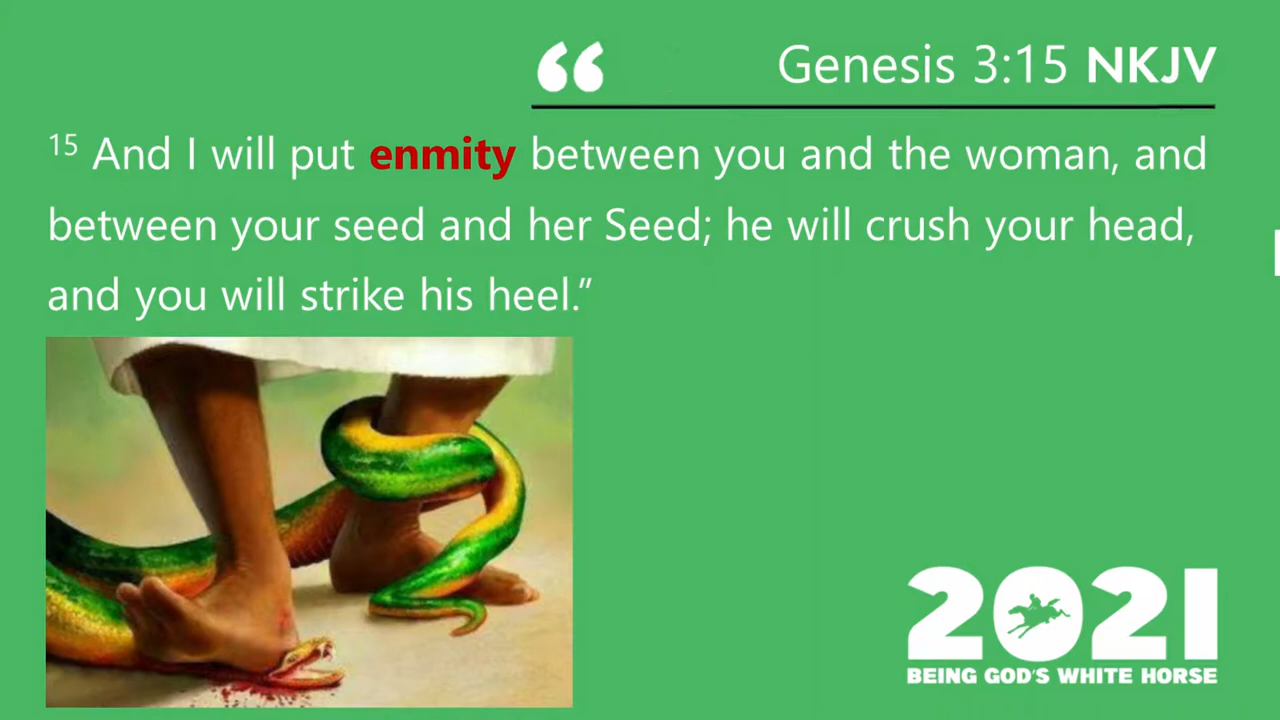 “ Genesis 3:15 NKJV
15 And I will put enmity between you and the woman, and
between your seed and her Seed; he will crush your head,
and you will strike his heel.”
2021
BEING GOD'S WHITE HORSE